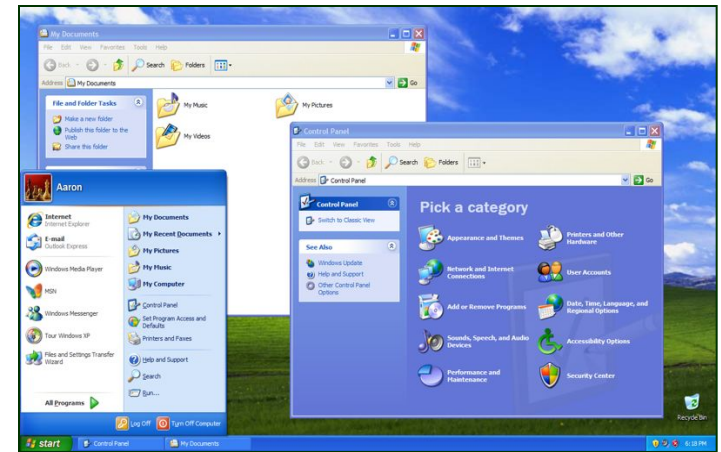 My Documents
File Edit View Favorites Tools Help
Back Search Folders
Address My Documents Go
File and Folder Tasks
Make a new folder
Publish this folder to the
Web
Share this folder
My Music
My Pictures
My Videos
Control Panel
File Edit View Favorites Tools Help
Back Search Folders
Address Control Panel Go
Control Panel
Switch to Classic View
See Also
Windows Update
Help and Support
Other Control Panel
Options
Pick a category
Appearance and Themes
Printers and Other
Hardware
Network and Internet
Connections
User Accounts
Add or Remove Programs
Date, Time, Language, and
Regional Options
Sounds, Speech, and Audio
Devices
Accessibility Options
Performance and
Maintenance
Security Center
Aaron
Internet
Internet Explorer
E-mail
Outlook Express
Windows Media Player
MSN
Windows Messenger
Tour Windows XP
Files and Settings Transfer
Wizard
All Programs
My Documents
My Recent Documents
My Pictures
My Music
My Computer
Control Panel
Set Program Access and
Defaults
Printers and Faxes
Help and Support
Search
Run...
Log Off Turn Off Computer
Recycle Bin
start Control Panel My Documents 6:18 PM